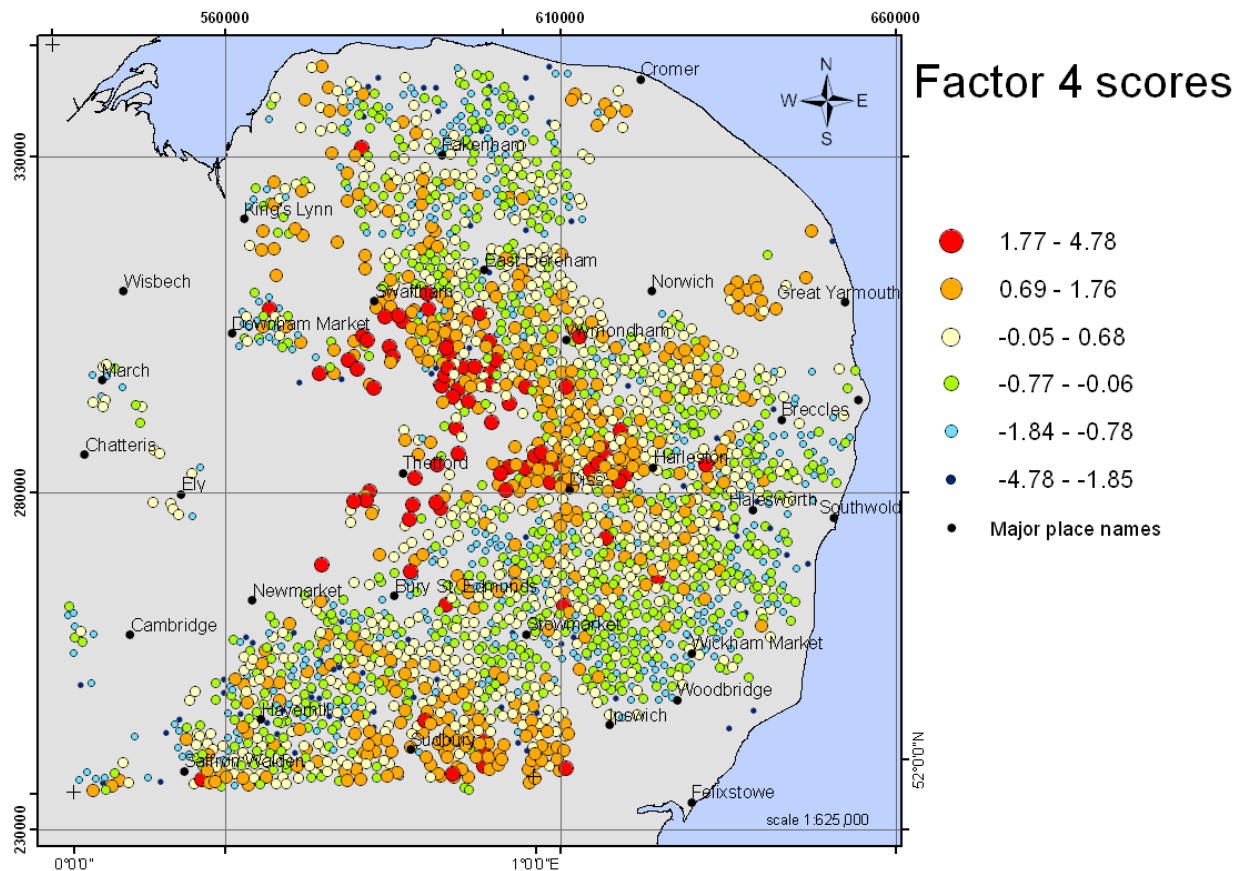 560000 610000 660000
Factor 4 scores
Cromer
N
W E
S
330000
Fakenham
King's Lynn
1.77 - 4.78
East Dereham
0.69 - 1.76
Wisbech
Norwich
Swaffham
Great Yarmouth
Downham Market
Wymondham
-0.05 - 0.68
March
-0.77 - -0.06
Breccles
-1.84 - -0.78
Chatteris
Thetford
Harleston
Ely
Diss
-4.78 - -1.85
280000
Halesworth
Southwold
Major place names
Newmarket
Bury St. Edmunds
Cambridge
Stowmarket
Wickham Market
Woodbridge
Haverhill
Ipswich
Sudbury
Saffron Walden
52°0'0"N
Felixstowe
scale 1:625,000
230000
0°0'0" 1°0'0"E